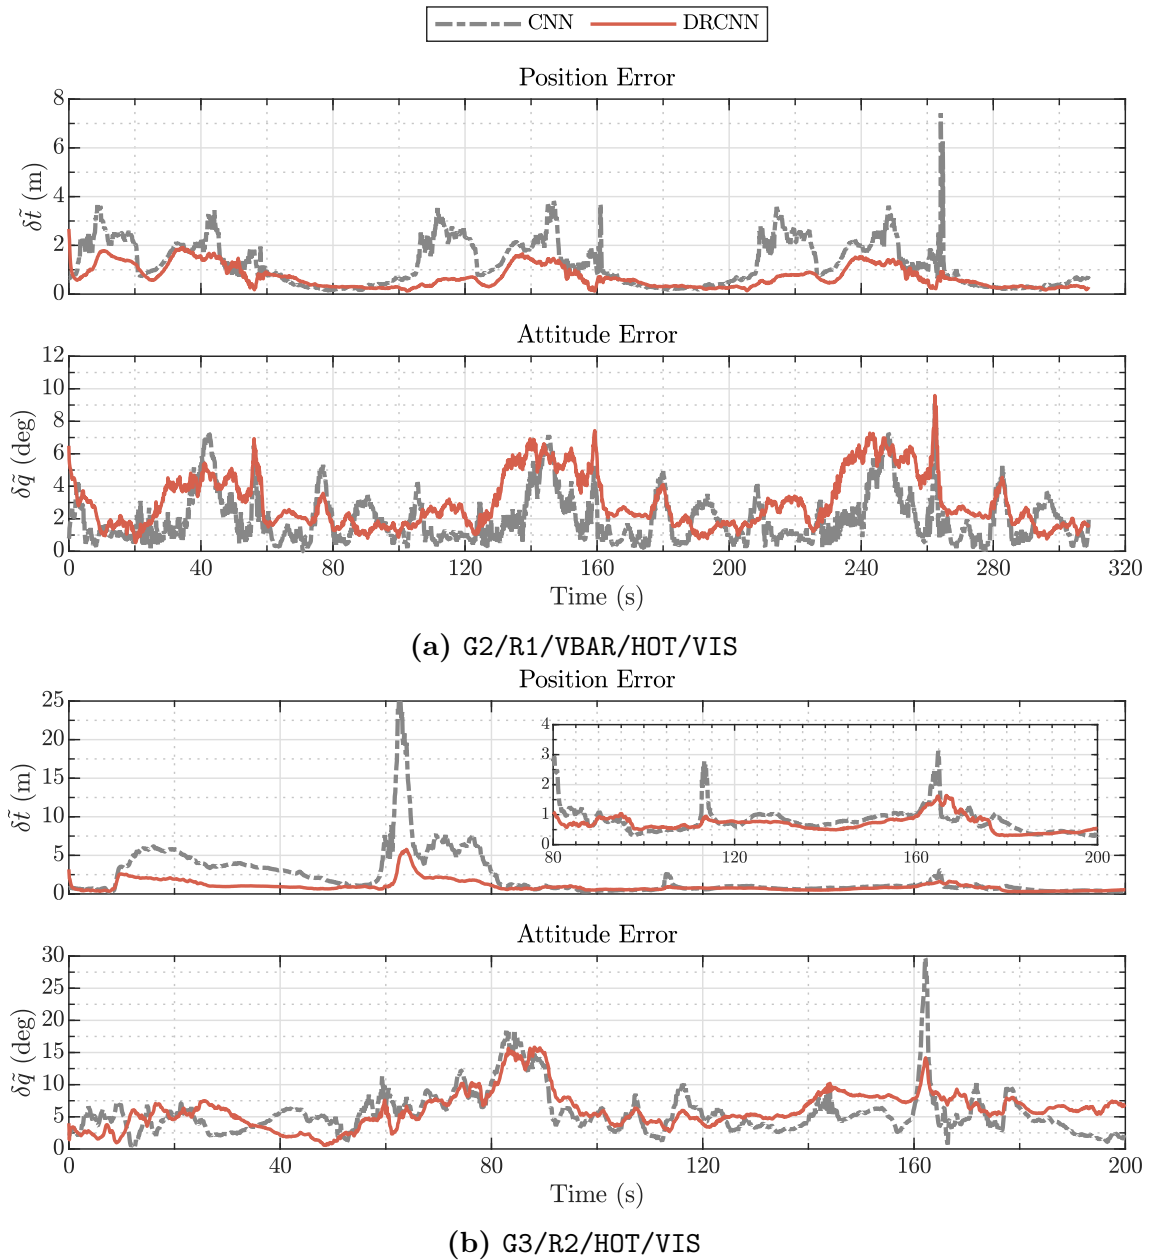 CNN DRCNN
Position Error
8
6
4
2
0
δt̃ (m)
Attitude Error
12
10
8
6
4
2
0
δq̃ (deg)
0 40 80 120 160 200 240 280 320
Time (s)
(a) G2/R1/VBAR/HOT/VIS
Position Error
25
20
15
10
5
0
δt̃ (m)
4
3
2
1
0
80 120 160 200
Attitude Error
30
25
20
15
10
5
0
δq̃ (deg)
0 40 80 120 160 200
Time (s)
(b) G3/R2/HOT/VIS